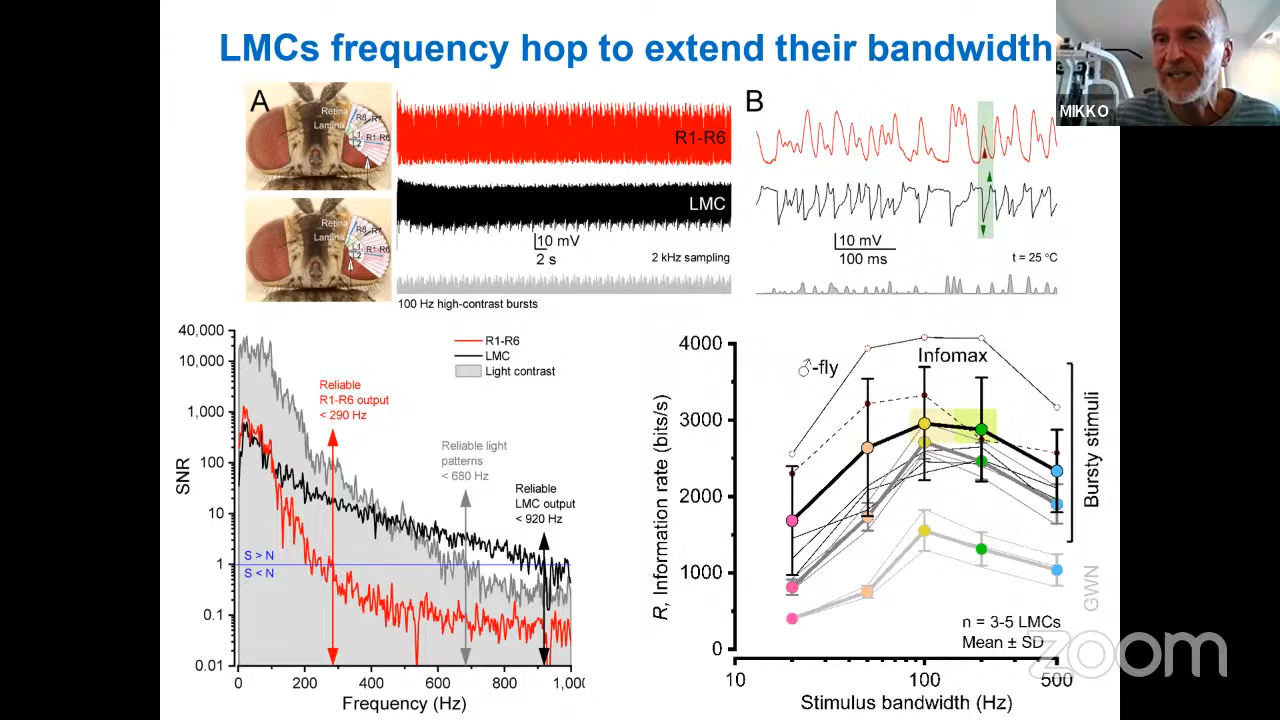 LMCs frequency hop to extend their bandwidth
MIKKO
A
Retina
Lamina
R8
R7
L1
L2
R1-R6
R1-R6
LMC
10 mV
2 s
2 kHz sampling
100 Hz high-contrast bursts
Retina
Lamina
R8
R7
L1
L2
R1-R6
B
10 mV
100 ms
t = 25 °C
40,000
10,000
1,000
100
10
1
0.1
0.01
SNR
R1-R6
LMC
Light contrast
Reliable
R1-R6 output
< 290 Hz
Reliable light
patterns
< 680 Hz
Reliable
LMC output
< 920 Hz
S > N
S < N
0 200 400 600 800 1,000
Frequency (Hz)
4000
3000
2000
1000
0
R, Information rate (bits/s)
♂-fly
Infomax
Bursty stimuli
GWN
n = 3-5 LMCs
Mean ± SD
10 100 500
Stimulus bandwidth (Hz)
zoom